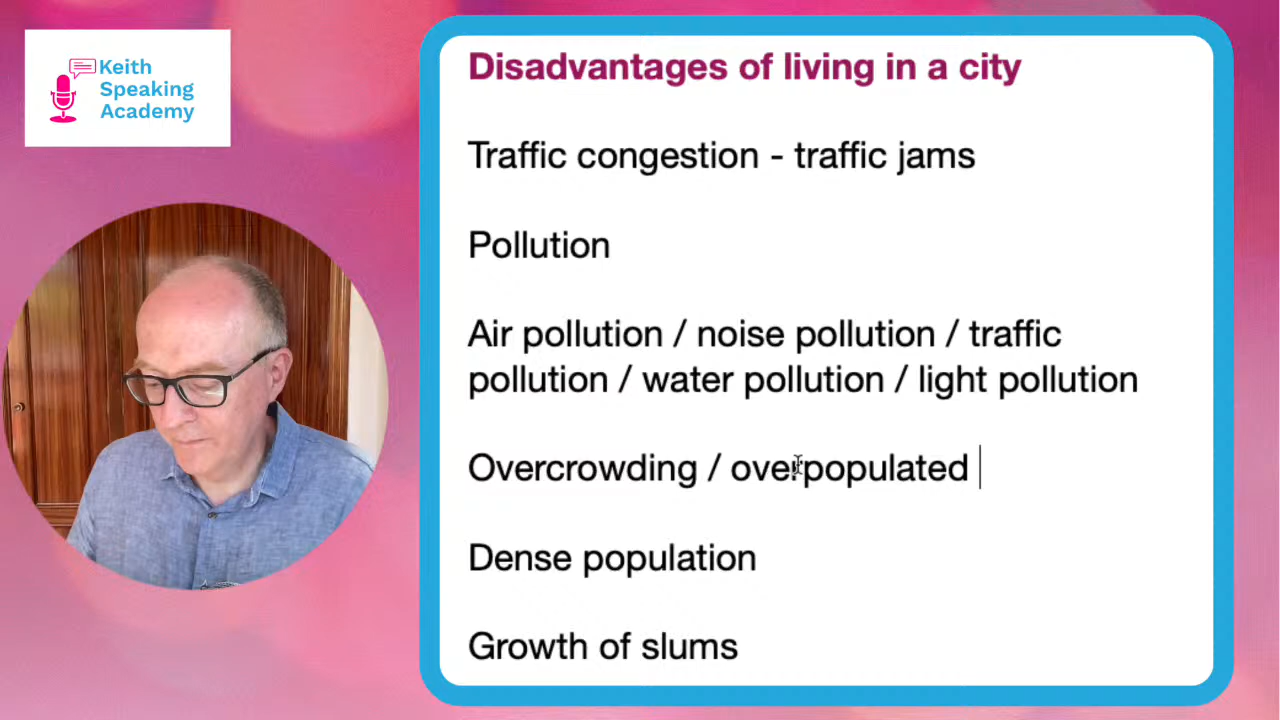 Keith
Speaking
Academy
Disadvantages of living in a city
Traffic congestion - traffic jams
Pollution
Air pollution / noise pollution / traffic
pollution / water pollution / light pollution
Overcrowding / overpopulated
Dense population
Growth of slums